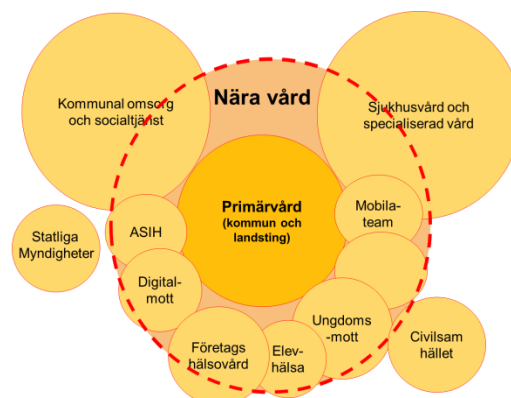 Nära vård
Kommunal omsorg
och socialtjänst
Sjukhusvård och
specialiserad vård
Primärvård
(kommun och
landsting)
Mobila-
team
ASIH
Statliga
Myndigheter
Digital-
mott
Ungdoms
-mott
Civilsam
hället
Företags
hälsovård
Elev-
hälsa